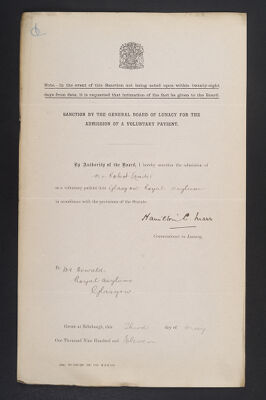 Note.—In the event of this Sanction not being acted upon within twenty-eight
days from date, it is requested that intimation of the fact be given to the Board.
SANCTION BY THE GENERAL BOARD OF LUNACY FOR THE
ADMISSION OF A VOLUNTARY PATIENT.
By Authority of the Board, I hereby sanction the admission of
Mr Robert
as a voluntary patient into Glasgow Royal Asylum
in accordance with the provisions of the Statute.
Hamilton C. Marr
Commissioner in Lunacy.
To
Dr Oswald
Royal Asylum
Glasgow.
Given at Edinburgh, this Third day of May
One Thousand Nine Hundred and Eleven